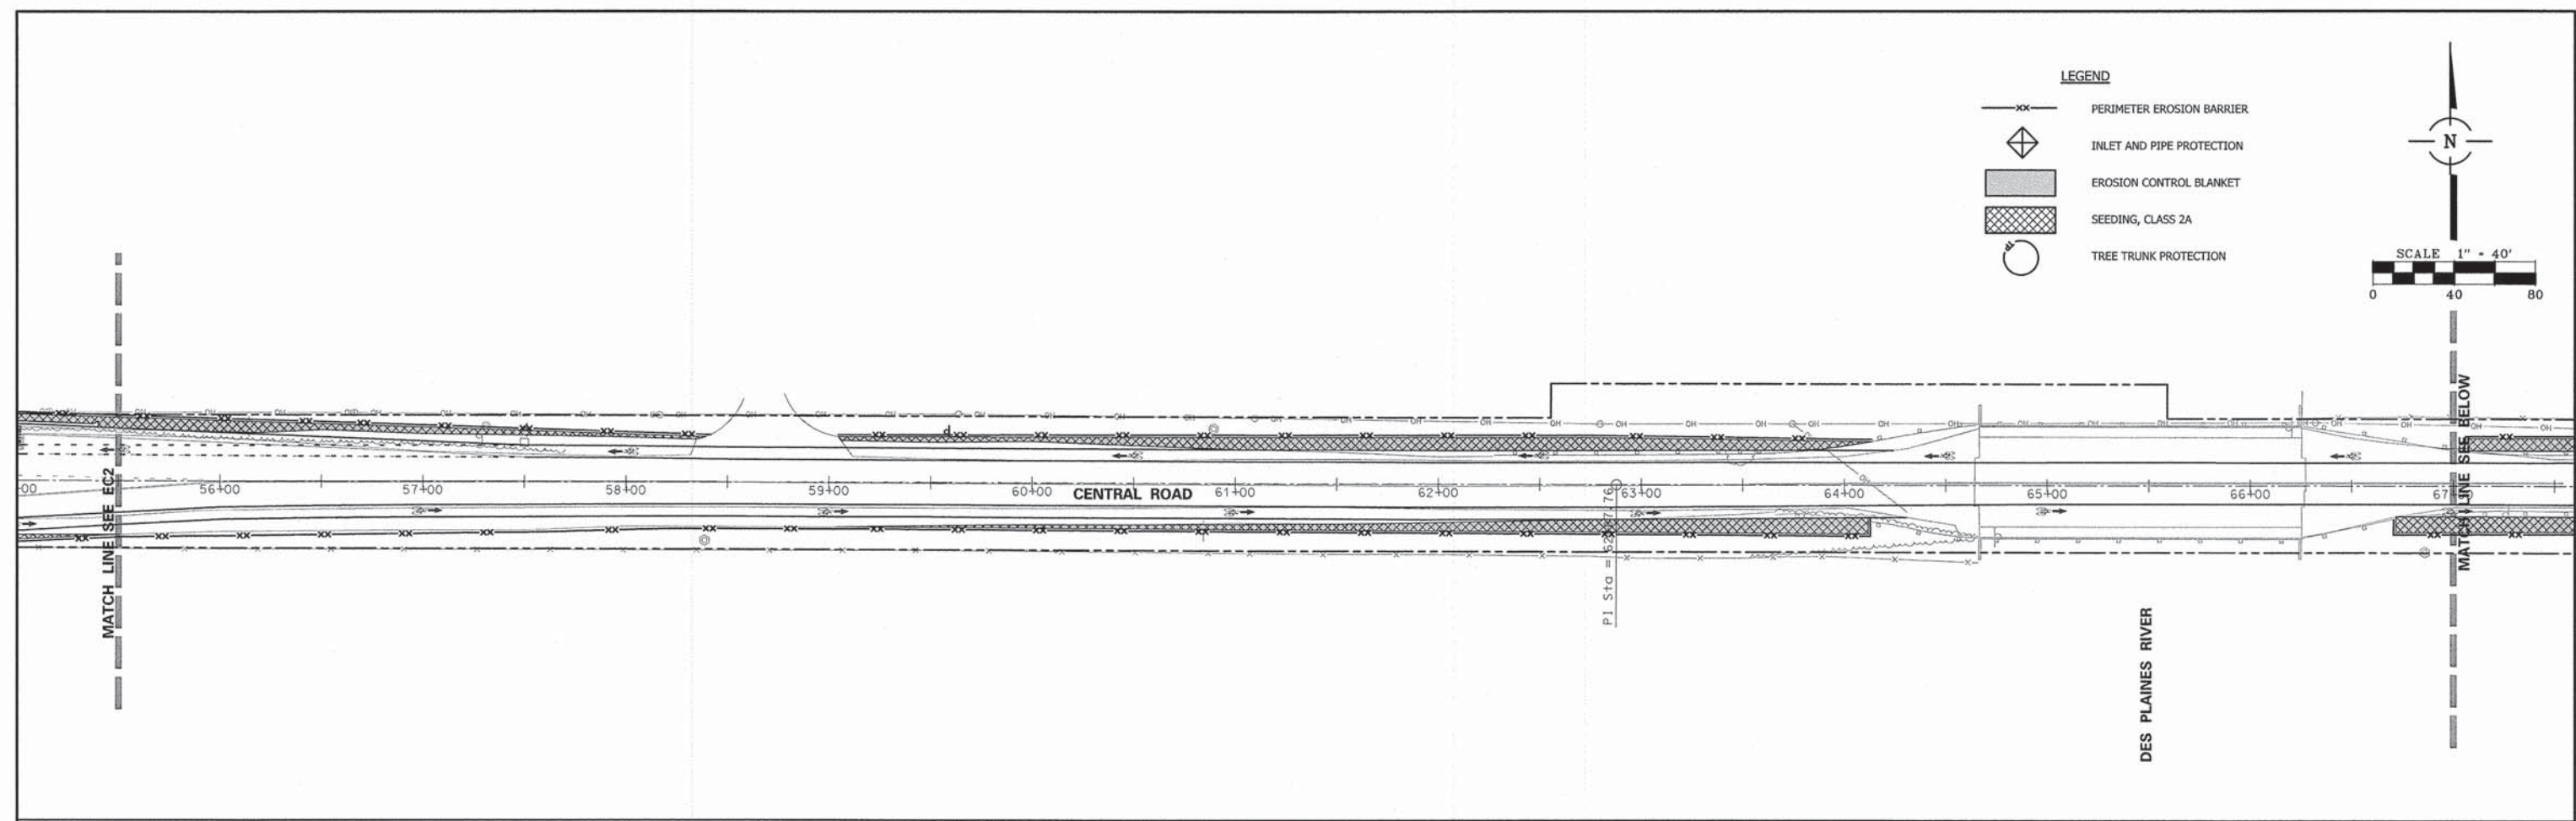 LEGEND
PERIMETER EROSION BARRIER
INLET AND PIPE PROTECTION
EROSION CONTROL BLANKET
SEEDING, CLASS 2A
TREE TRUNK PROTECTION
N
SCALE 1" - 40'
0 40 80
MATCH LINE SEE EC2
00 56+00 57+00 58+00 59+00 60+00 61+00 62+00 63+00 64+00 65+00 66+00
CENTRAL ROAD
PI Sta =
DES PLAINES RIVER
MATCH LINE SEE BELOW